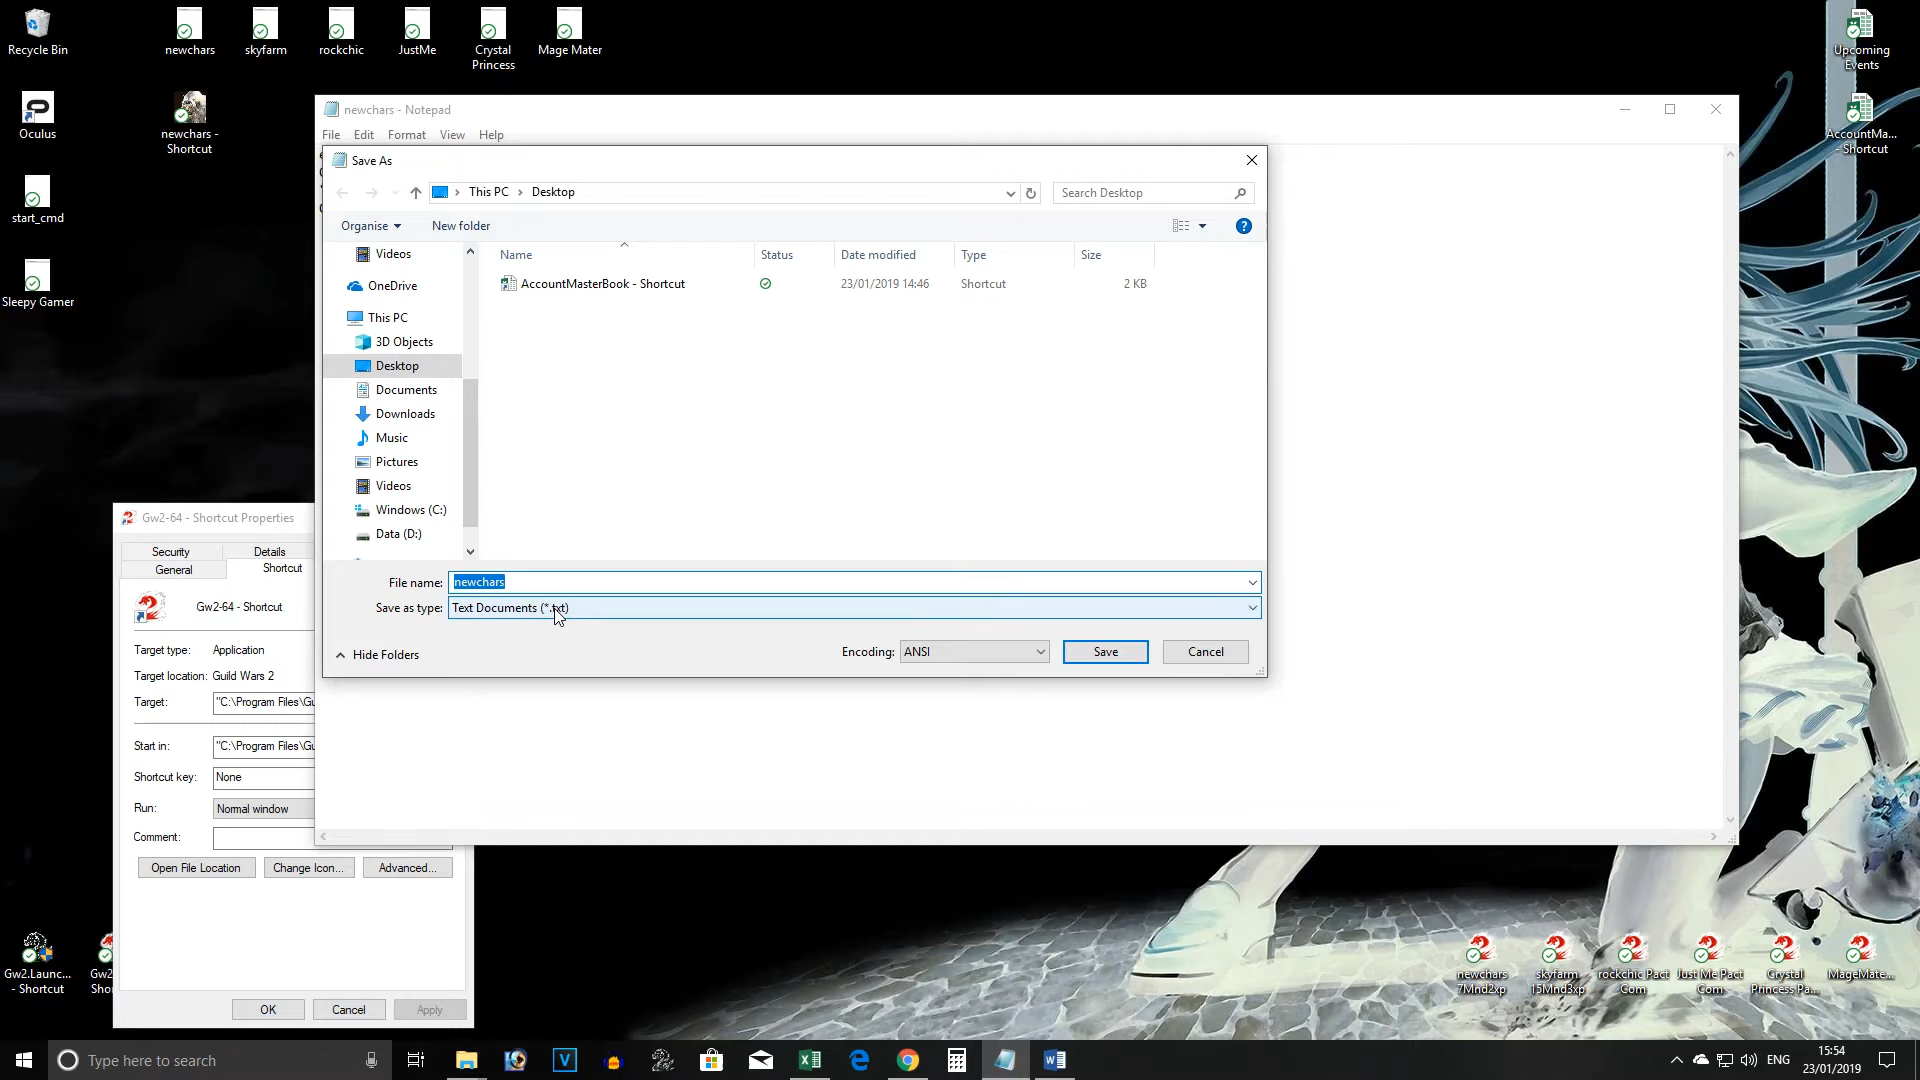 Recycle Bin
newchars
skyfarm
rockchic
JustMe
Crystal
Princess
Mage Mater
Upcoming
Events
Oculus
newchars -
Shortcut
AccountMa...
- Shortcut
start_cmd
Sleepy Gamer
newchars - Notepad
File Edit Format View Help
Save As
This PC > Desktop
Search Desktop
Organise
New folder
Name
Status
Date modified
Type
Size
AccountMasterBook - Shortcut
23/01/2019 14:46
Shortcut
2 KB
Videos
OneDrive
This PC
3D Objects
Desktop
Documents
Downloads
Music
Pictures
Videos
Windows (C:)
Data (D:)
File name: newchars
Save as type: Text Documents (*.txt)
Hide Folders
Encoding: ANSI
Save
Cancel
Gw2-64 - Shortcut Properties
Security
Details
General
Shortcut
Gw2-64 - Shortcut
Target type: Application
Target location: Guild Wars 2
Target: "C:\Program Files\Gu
Start in: "C:\Program Files\Gu
Shortcut key: None
Run: Normal window
Comment:
Open File Location
Change Icon...
Advanced...
OK
Cancel
Apply
Gw2.Launc...
- Shortcut
Gw2
Sho
newchars
7Mnd2xp
skyfarm
15Mnd3xp
rockchic Pact
Com
Just Me Pact
Com
Crystal
Princess Pa...
MageMate...
Type here to search
ENG
15:54
23/01/2019